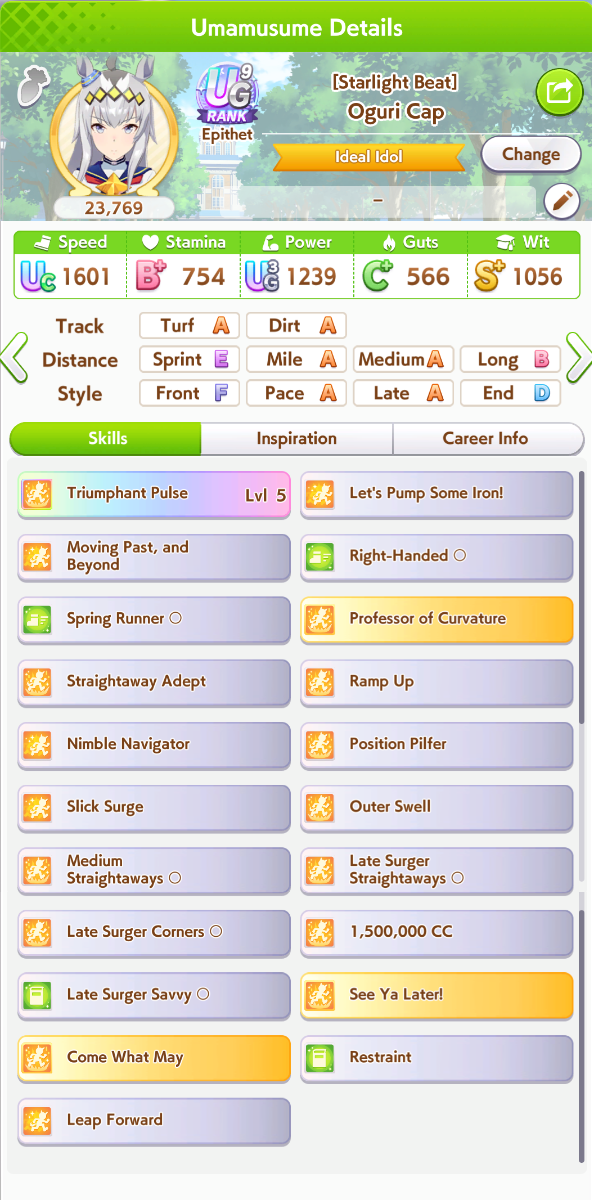 Umamusume Details
UG9
RANK
Epithet
[Starlight Beat]
Oguri Cap
Ideal Idol
Change
23,769
–
Speed Stamina Power Guts Wit
UC 1601 B+ 754 UG3 1239 C+ 566 S+ 1056
Track Turf A Dirt A
Distance Sprint E Mile A Medium A Long B
Style Front F Pace A Late A End D
Skills Inspiration Career Info
Triumphant Pulse Lvl 5
Let's Pump Some Iron!
Moving Past, and
Beyond
Right-Handed ○
Spring Runner ○
Professor of Curvature
Straightaway Adept
Ramp Up
Nimble Navigator
Position Pilfer
Slick Surge
Outer Swell
Medium
Straightaways ○
Late Surger
Straightaways ○
Late Surger Corners ○
1,500,000 CC
Late Surger Savvy ○
See Ya Later!
Come What May
Restraint
Leap Forward